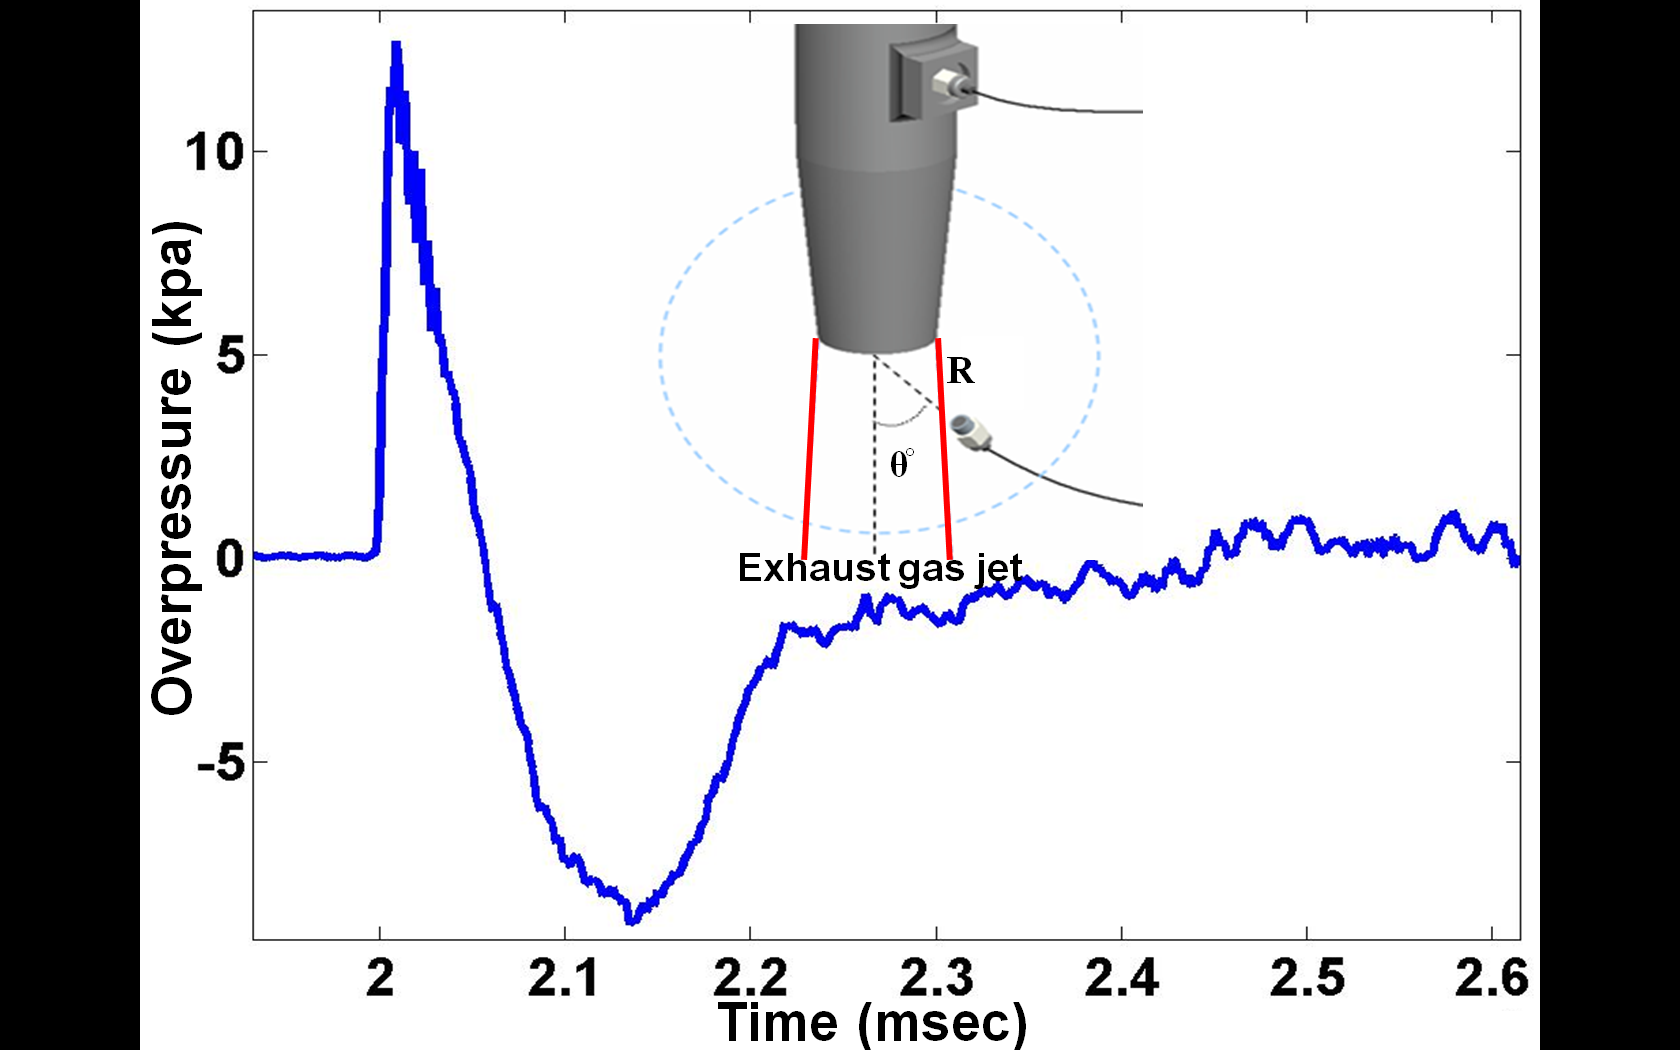 Overpressure (kpa)
10
5
0
-5
R
θ°
Exhaust gas jet
2 2.1 2.2 2.3 2.4 2.5 2.6
Time (msec)